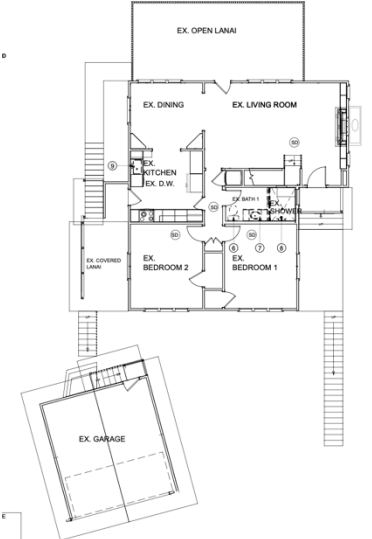 EX. OPEN LANAI
D
EX. DINING
EX. LIVING ROOM
SD
9
EX.
KITCHEN
EX. D.W.
EX. BATH 1
EX.
SHOWER
SD
SD
SD
6
7
8
EX. COVERED
LANAI
EX.
BEDROOM 2
EX.
BEDROOM 1
EX. GARAGE
E